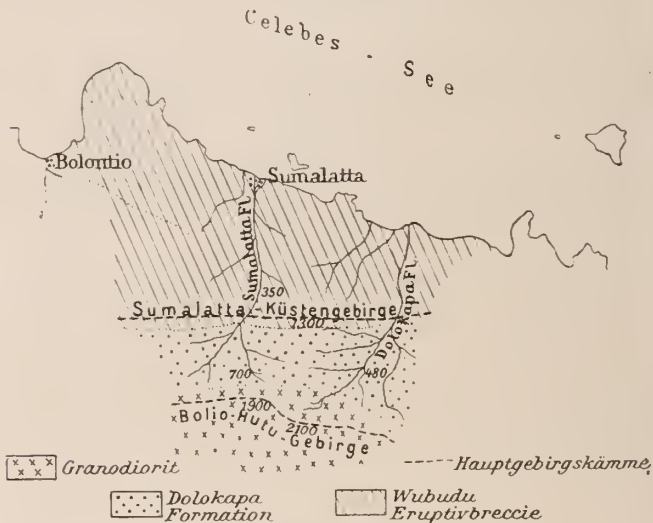 Celebes - See
Bolontio
Sumalatta
Sumalatta Fl.
Dolokapa Fl.
350
Sumalatta-Küstengebirge
1300
700
480
1900
2100
Bolio-Hutu-Gebirge
Granodiorit
Hauptgebirgskämme,
Dolokapa
Formation
Wubudu
Eruptivbreccie